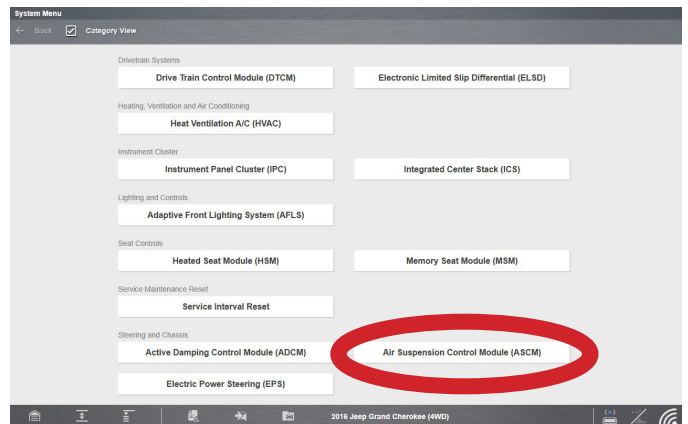 System Menu
Back Category View
Drivetrain Systems
Drive Train Control Module (DTCM) Electronic Limited Slip Differential (ELSD)
Heating, Ventilation and Air Conditioning
Heat Ventilation A/C (HVAC)
Instrument Cluster
Instrument Panel Cluster (IPC) Integrated Center Stack (ICS)
Lighting and Controls
Adaptive Front Lighting System (AFLS)
Seat Controls
Heated Seat Module (HSM) Memory Seat Module (MSM)
Service Maintenance Reset
Service Interval Reset
Steering and Chassis
Active Damping Control Module (ADCM) Air Suspension Control Module (ASCM)
Electric Power Steering (EPS)
2016 Jeep Grand Cherokee (4WD)